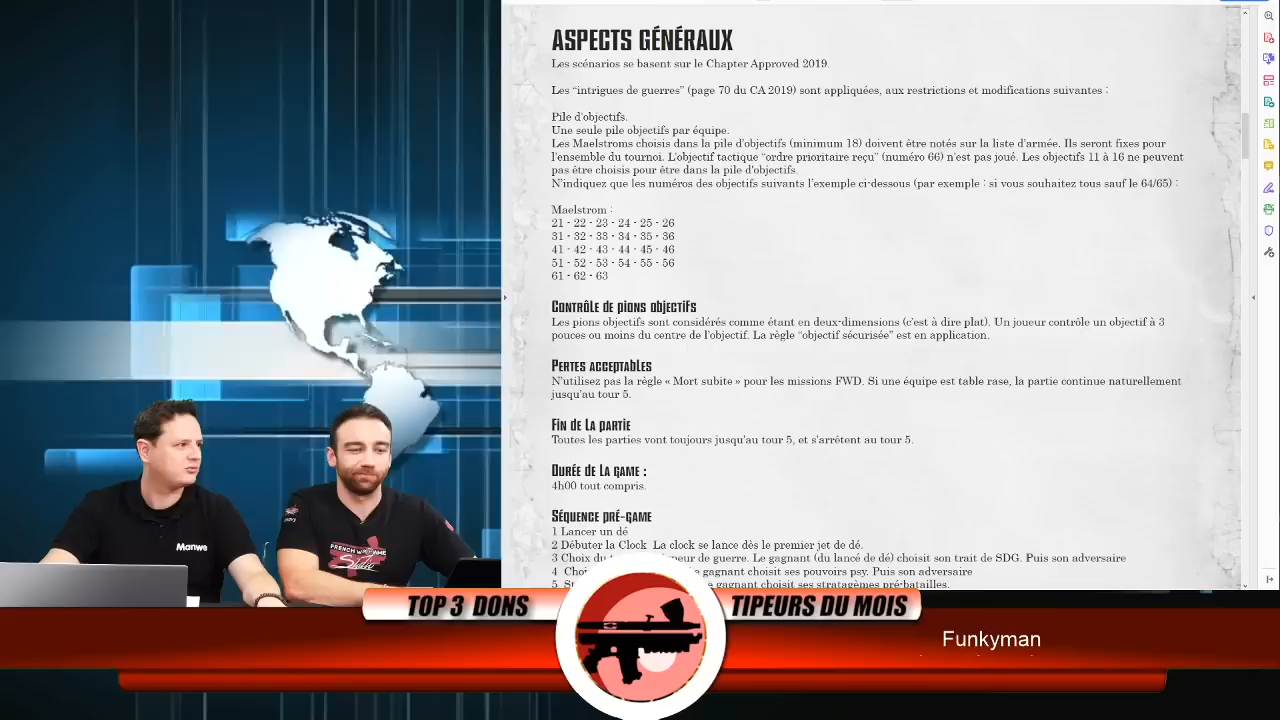 ASPECTS GÉNÉRAUX
Les scénarios se basent sur le Chapter Approved 2019.
Les "intrigues de guerres" (page 70 du CA 2019) sont appliquées, aux restrictions et modifications suivantes :
Pile d'objectifs.
Une seule pile objectifs par équipe.
Les Maelstroms choisis dans la pile d'objectifs (minimum 18) doivent être notés sur la liste d'armée. Ils seront fixes pour
l'ensemble du tournoi. L'objectif tactique "ordre prioritaire reçu" (numéro 66) n'est pas joué. Les objectifs 11 à 16 ne peuvent
pas être choisis pour être dans la pile d'objectifs.
N'indiquez que les numéros des objectifs suivants l'exemple ci-dessous (par exemple : si vous souhaitez tous sauf le 64/65) :
Maelstrom :
21 - 22 - 23 - 24 - 25 - 26
31 - 32 - 33 - 34 - 35 - 36
41 - 42 - 43 - 44 - 45 - 46
51 - 52 - 53 - 54 - 55 - 56
61 - 62 - 63
Contrôle de pions objectifs
Les pions objectifs sont considérés comme étant en deux-dimensions (c'est à dire plat). Un joueur contrôle un objectif à 3
pouces ou moins du centre de l'objectif. La règle "objectif sécurisée" est en application.
Pertes acceptables
N'utilisez pas la règle « Mort subite » pour les missions FWD. Si une équipe est table rase, la partie continue naturellement
jusqu'au tour 5.
Fin de La partie
Toutes les parties vont toujours jusqu'au tour 5, et s'arrêtent au tour 5.
Durée de La game :
4h00 tout compris.
Séquence pré-game
1 Lancer un dé
2 Débuter la Clock La clock se lance dès le premier jet de dé.
3 Choix du neur de guerre. Le gagnant (du lancé de dé) choisit son trait de SDG. Puis son adversaire
4 Choi gagnant choisit ses pouvoirs psy. Puis son adversaire
5 gagnant choisit ses stratagèmes pré-batailles.
Manwe
FRENCH WARGAME
Studio
TOP 3 DONS
TIPEURS DU MOIS
Funkyman